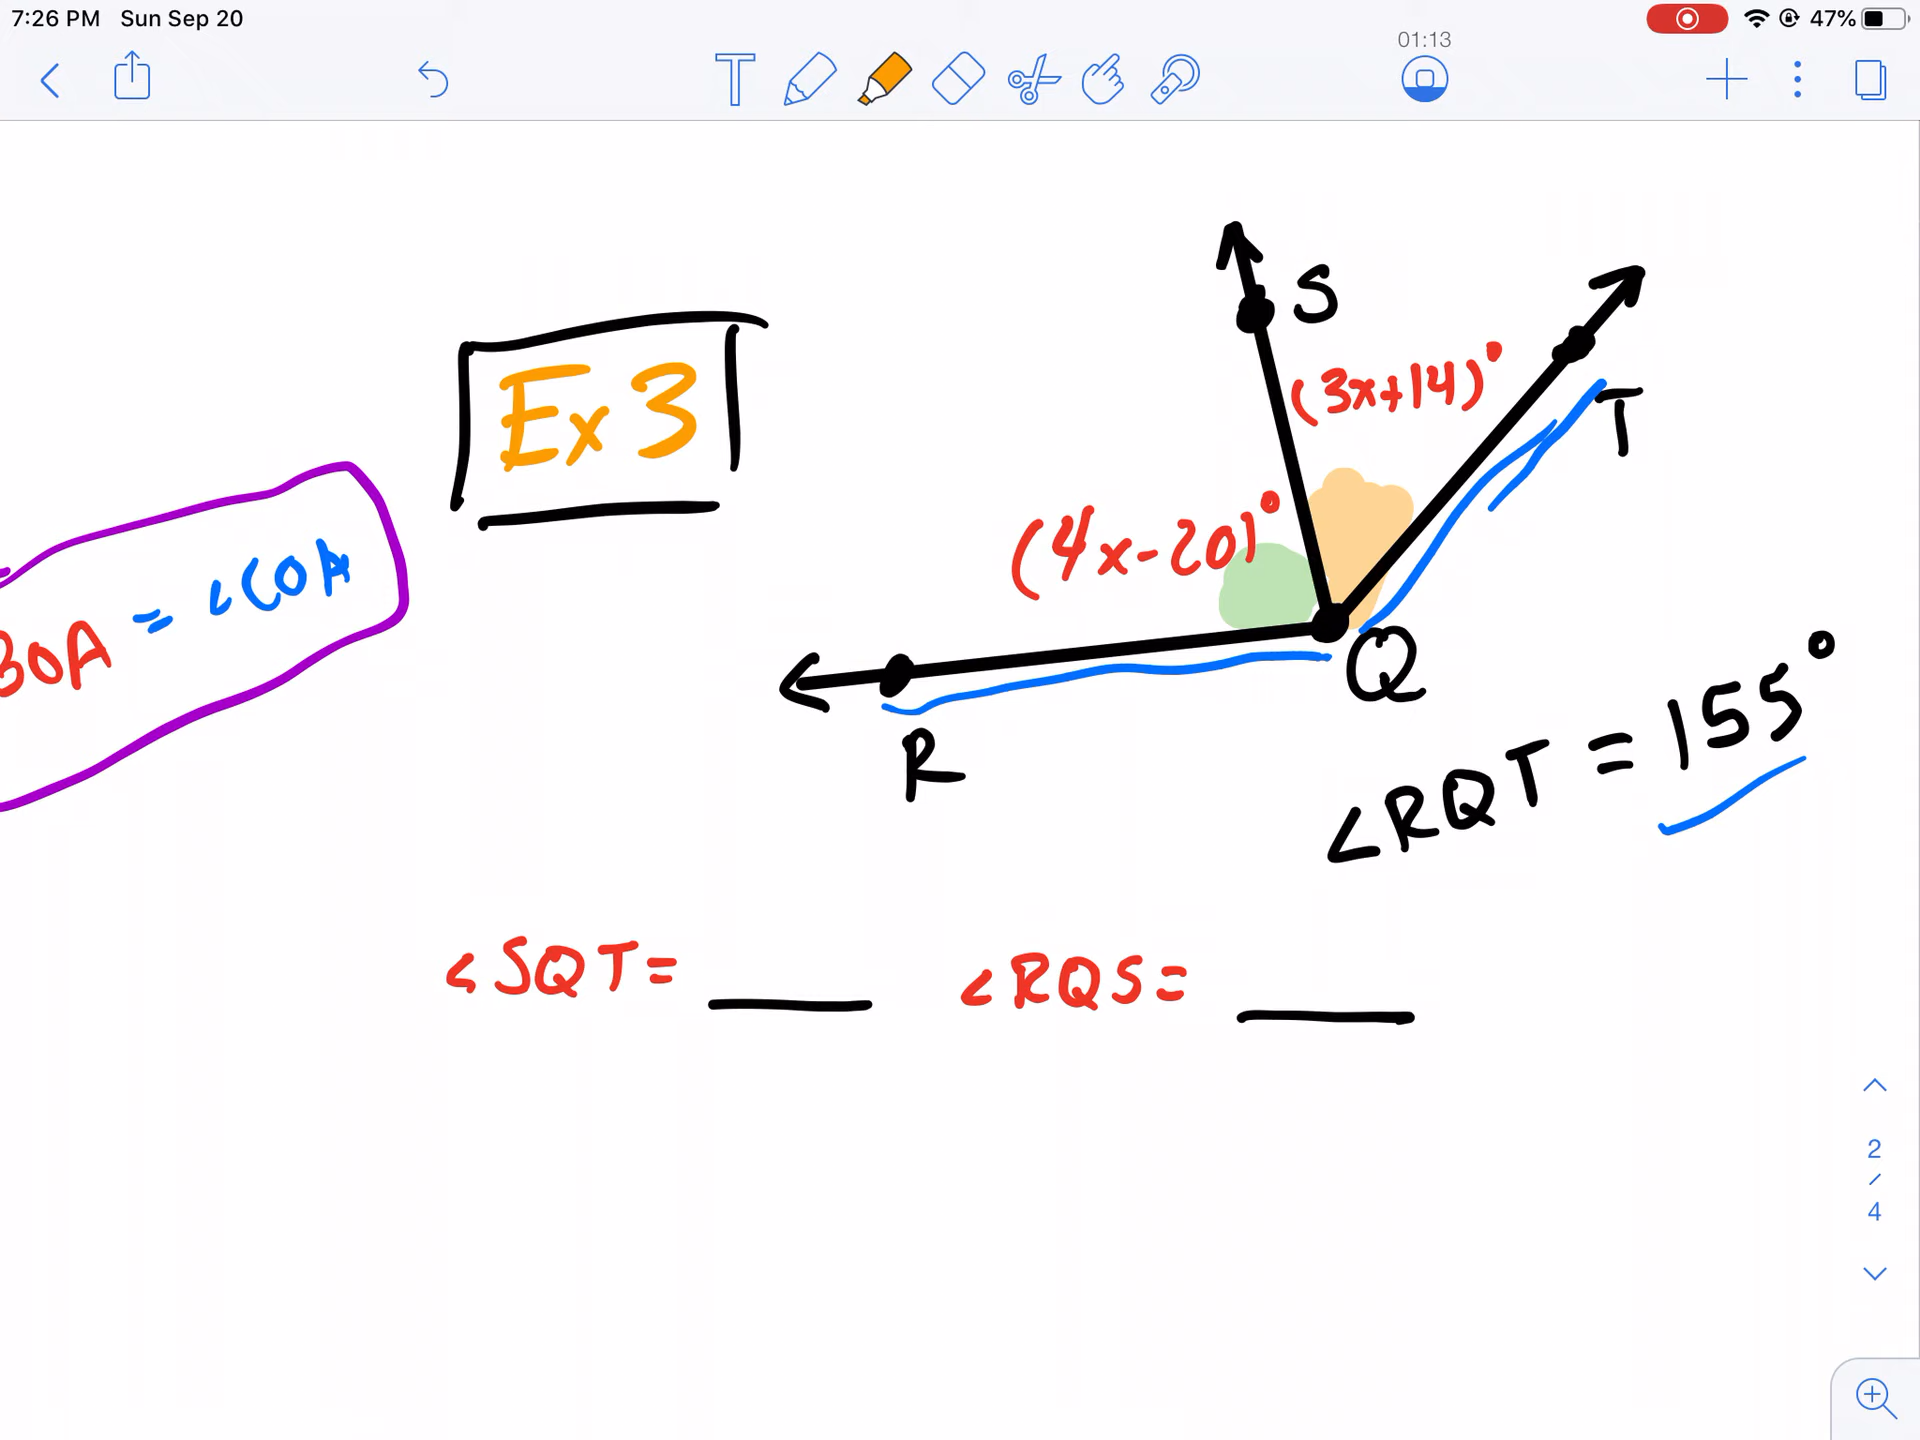 7:26 PM Sun Sep 20
47%
01:13
T
Ex 3
S
(3x+14)°
T
(4x-20)°
Q
R
<RQT = 155°
BOA = <COA
<SQT= ____ <RQS= ____
2
/
4